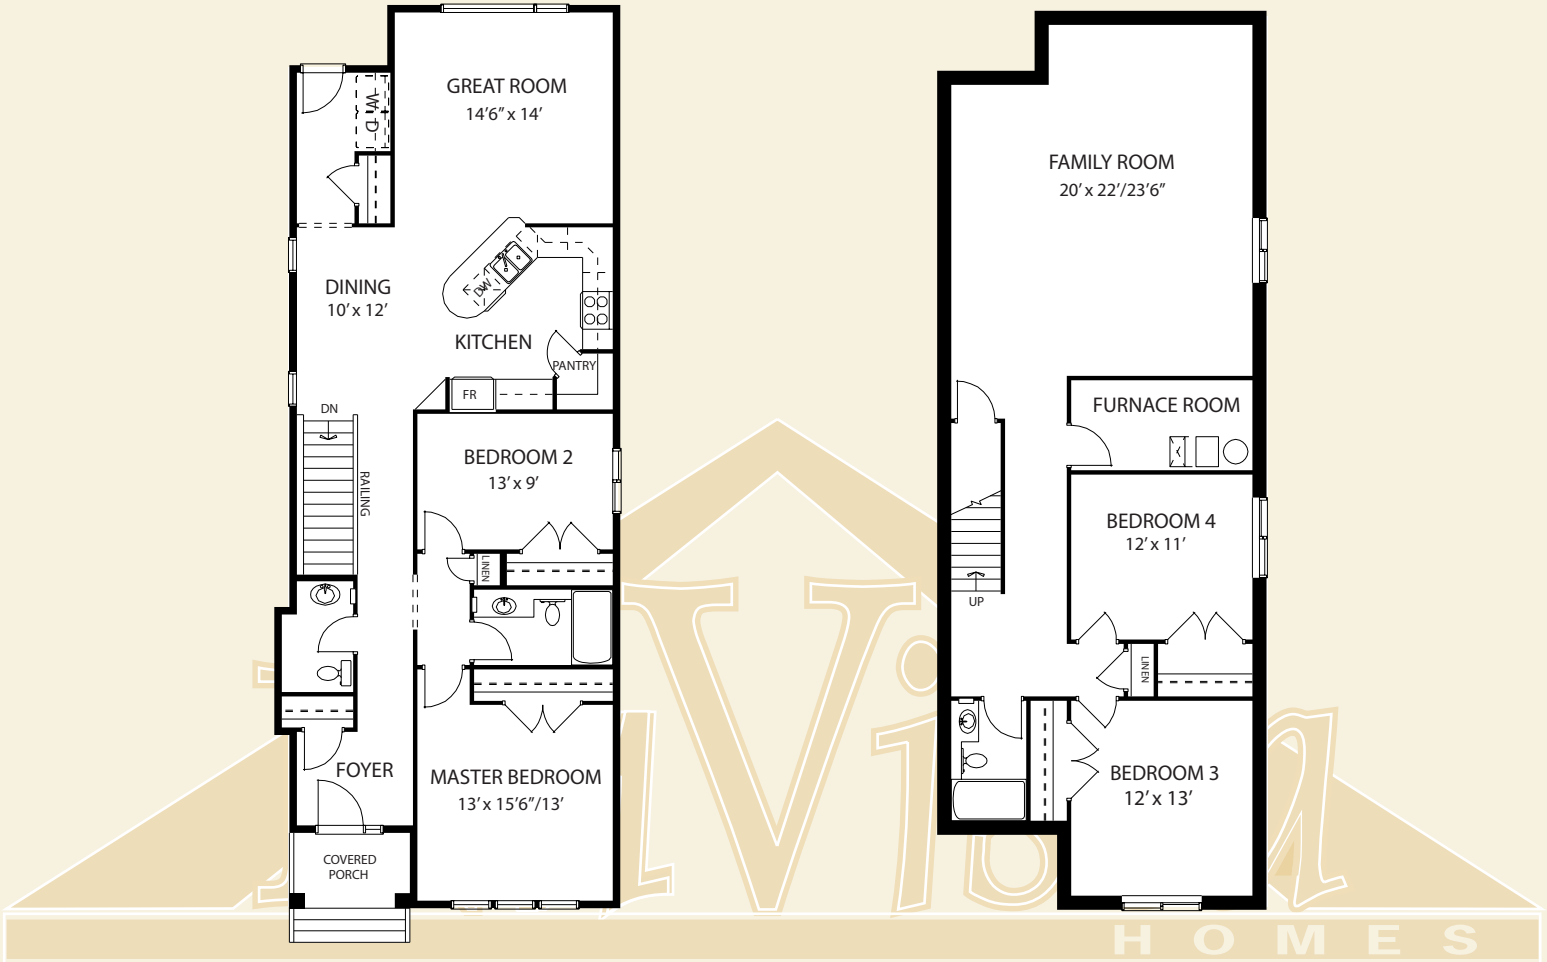 GREAT ROOM
14'6" x 14'
W D
DINING
10' x 12'
DW
KITCHEN
PANTRY
FR
DN
RAILING
BEDROOM 2
13' x 9'
LINEN
FOYER
MASTER BEDROOM
13' x 15'6"/13'
COVERED
PORCH
FAMILY ROOM
20' x 22'/23'6"
FURNACE ROOM
BEDROOM 4
12' x 11'
UP
LINEN
BEDROOM 3
12' x 13'
HOMES